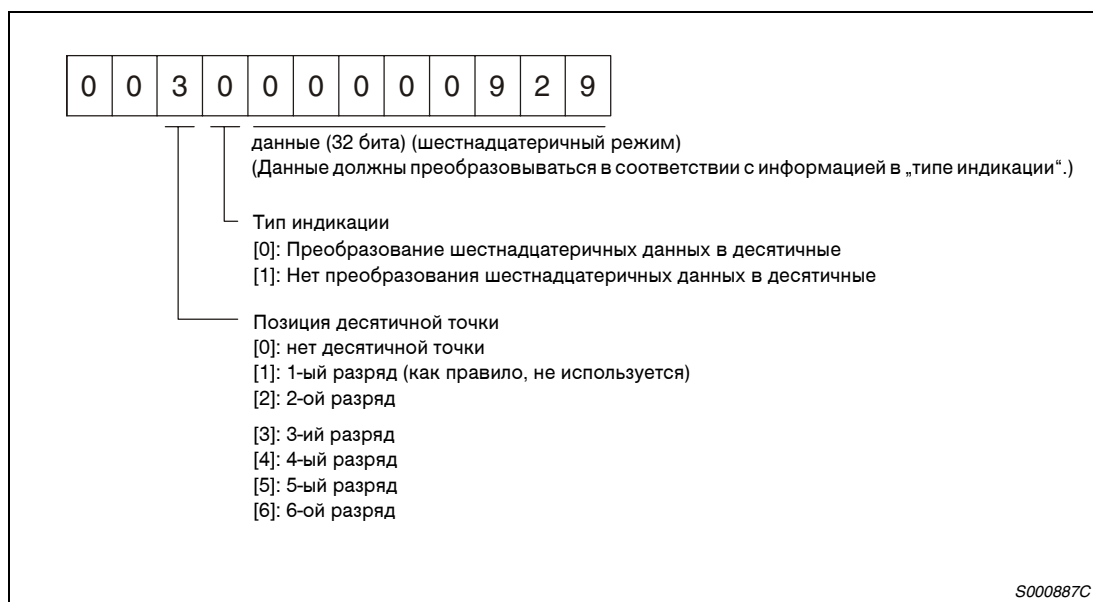 0 0 3 0 0 0 0 0 0 9 2 9
данные (32 бита) (шестнадцатеричный режим)
(Данные должны преобразовываться в соответствии с информацией в „типе индикации“.)
Тип индикации
[0]: Преобразование шестнадцатеричных данных в десятичные
[1]: Нет преобразования шестнадцатеричных данных в десятичные
Позиция десятичной точки
[0]: нет десятичной точки
[1]: 1-ый разряд (как правило, не используется)
[2]: 2-ой разряд
[3]: 3-ий разряд
[4]: 4-ый разряд
[5]: 5-ый разряд
[6]: 6-ой разряд
S000887C